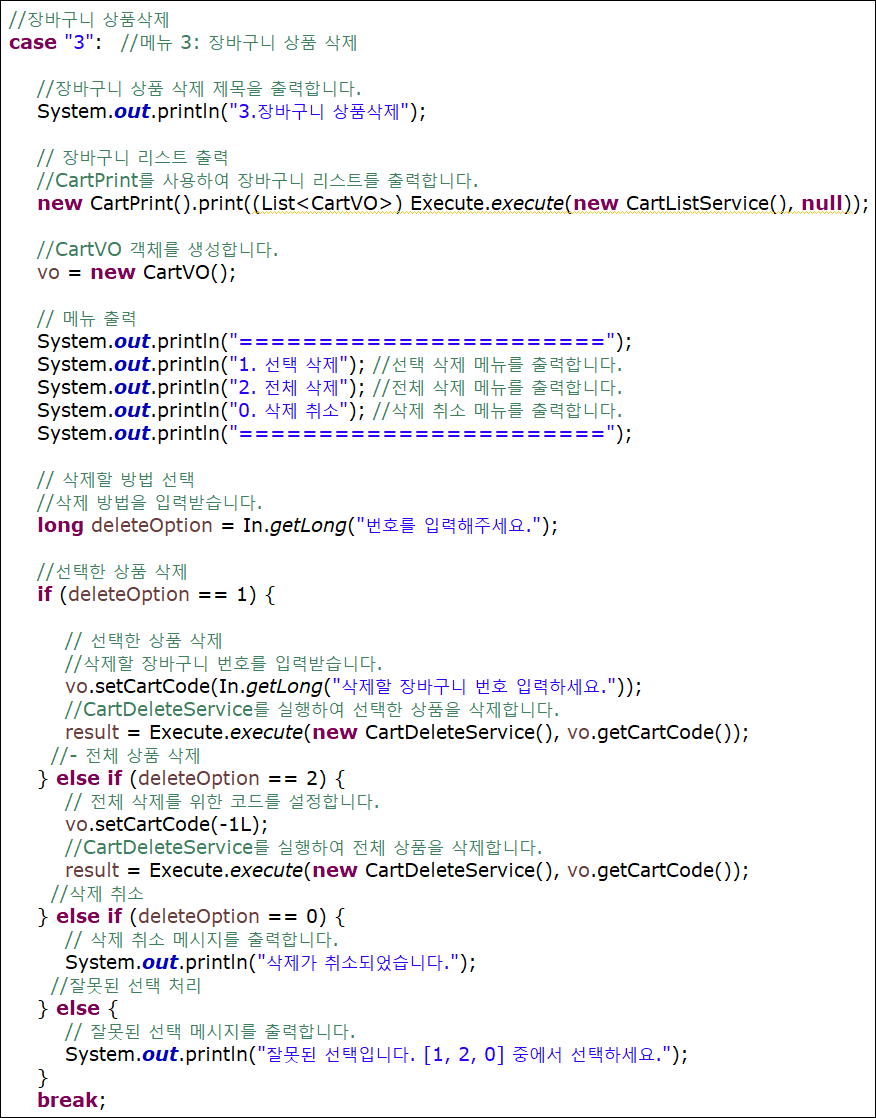 //장바구니 상품삭제
case "3":  //메뉴 3: 장바구니 상품 삭제
//장바구니 상품 삭제 제목을 출력합니다.
System.out.println("3.장바구니 상품삭제");
// 장바구니 리스트 출력
//CartPrint를 사용하여 장바구니 리스트를 출력합니다.
new CartPrint().print((List<CartVO>) Execute.execute(new CartListService(), null));
//CartVO 객체를 생성합니다.
vo = new CartVO();
// 메뉴 출력
System.out.println("=======================");
System.out.println("1. 선택 삭제"); //선택 삭제 메뉴를 출력합니다.
System.out.println("2. 전체 삭제"); //전체 삭제 메뉴를 출력합니다.
System.out.println("0. 삭제 취소"); //삭제 취소 메뉴를 출력합니다.
System.out.println("=======================");
// 삭제할 방법 선택
//삭제 방법을 입력받습니다.
long deleteOption = In.getLong("번호를 입력해주세요.");
//선택한 상품 삭제
if (deleteOption == 1) {
// 선택한 상품 삭제
//삭제할 장바구니 번호를 입력받습니다.
vo.setCartCode(In.getLong("삭제할 장바구니 번호 입력하세요."));
//CartDeleteService를 실행하여 선택한 상품을 삭제합니다.
result = Execute.execute(new CartDeleteService(), vo.getCartCode());
//- 전체 상품 삭제
} else if (deleteOption == 2) {
// 전체 삭제를 위한 코드를 설정합니다.
vo.setCartCode(-1L);
//CartDeleteService를 실행하여 전체 상품을 삭제합니다.
result = Execute.execute(new CartDeleteService(), vo.getCartCode());
//삭제 취소
} else if (deleteOption == 0) {
// 삭제 취소 메시지를 출력합니다.
System.out.println("삭제가 취소되었습니다.");
//잘못된 선택 처리
} else {
// 잘못된 선택 메시지를 출력합니다.
System.out.println("잘못된 선택입니다. [1, 2, 0] 중에서 선택하세요.");
}
break;